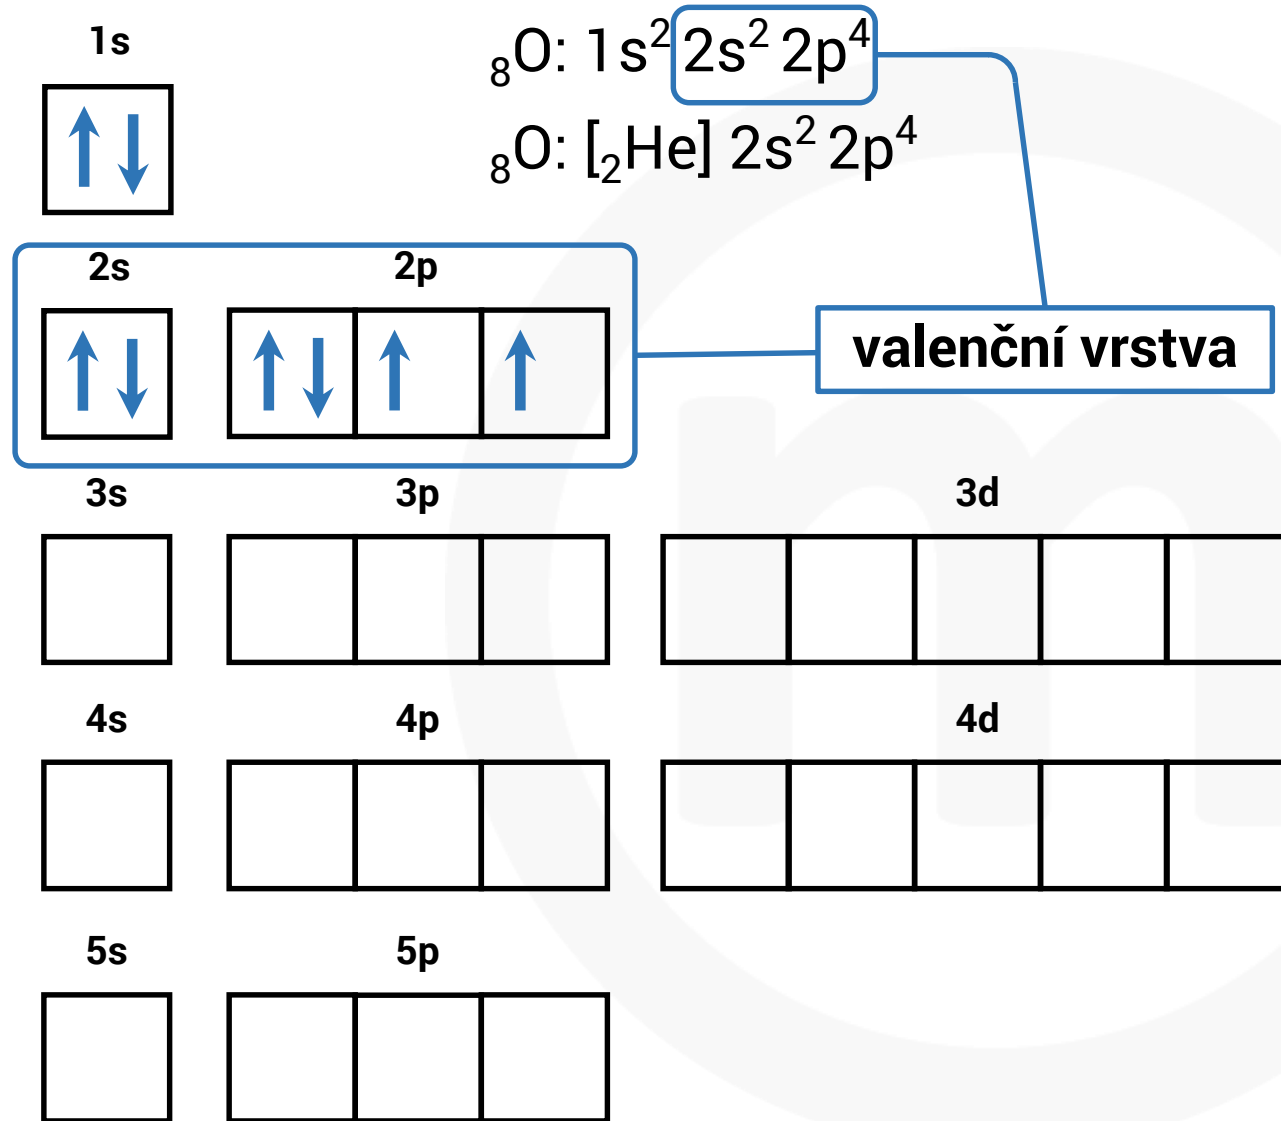 1s
₈O: 1s² 2s² 2p⁴
₈O: [₂He] 2s² 2p⁴
2s 2p
valenční vrstva
3s 3p 3d
4s 4p 4d
5s 5p